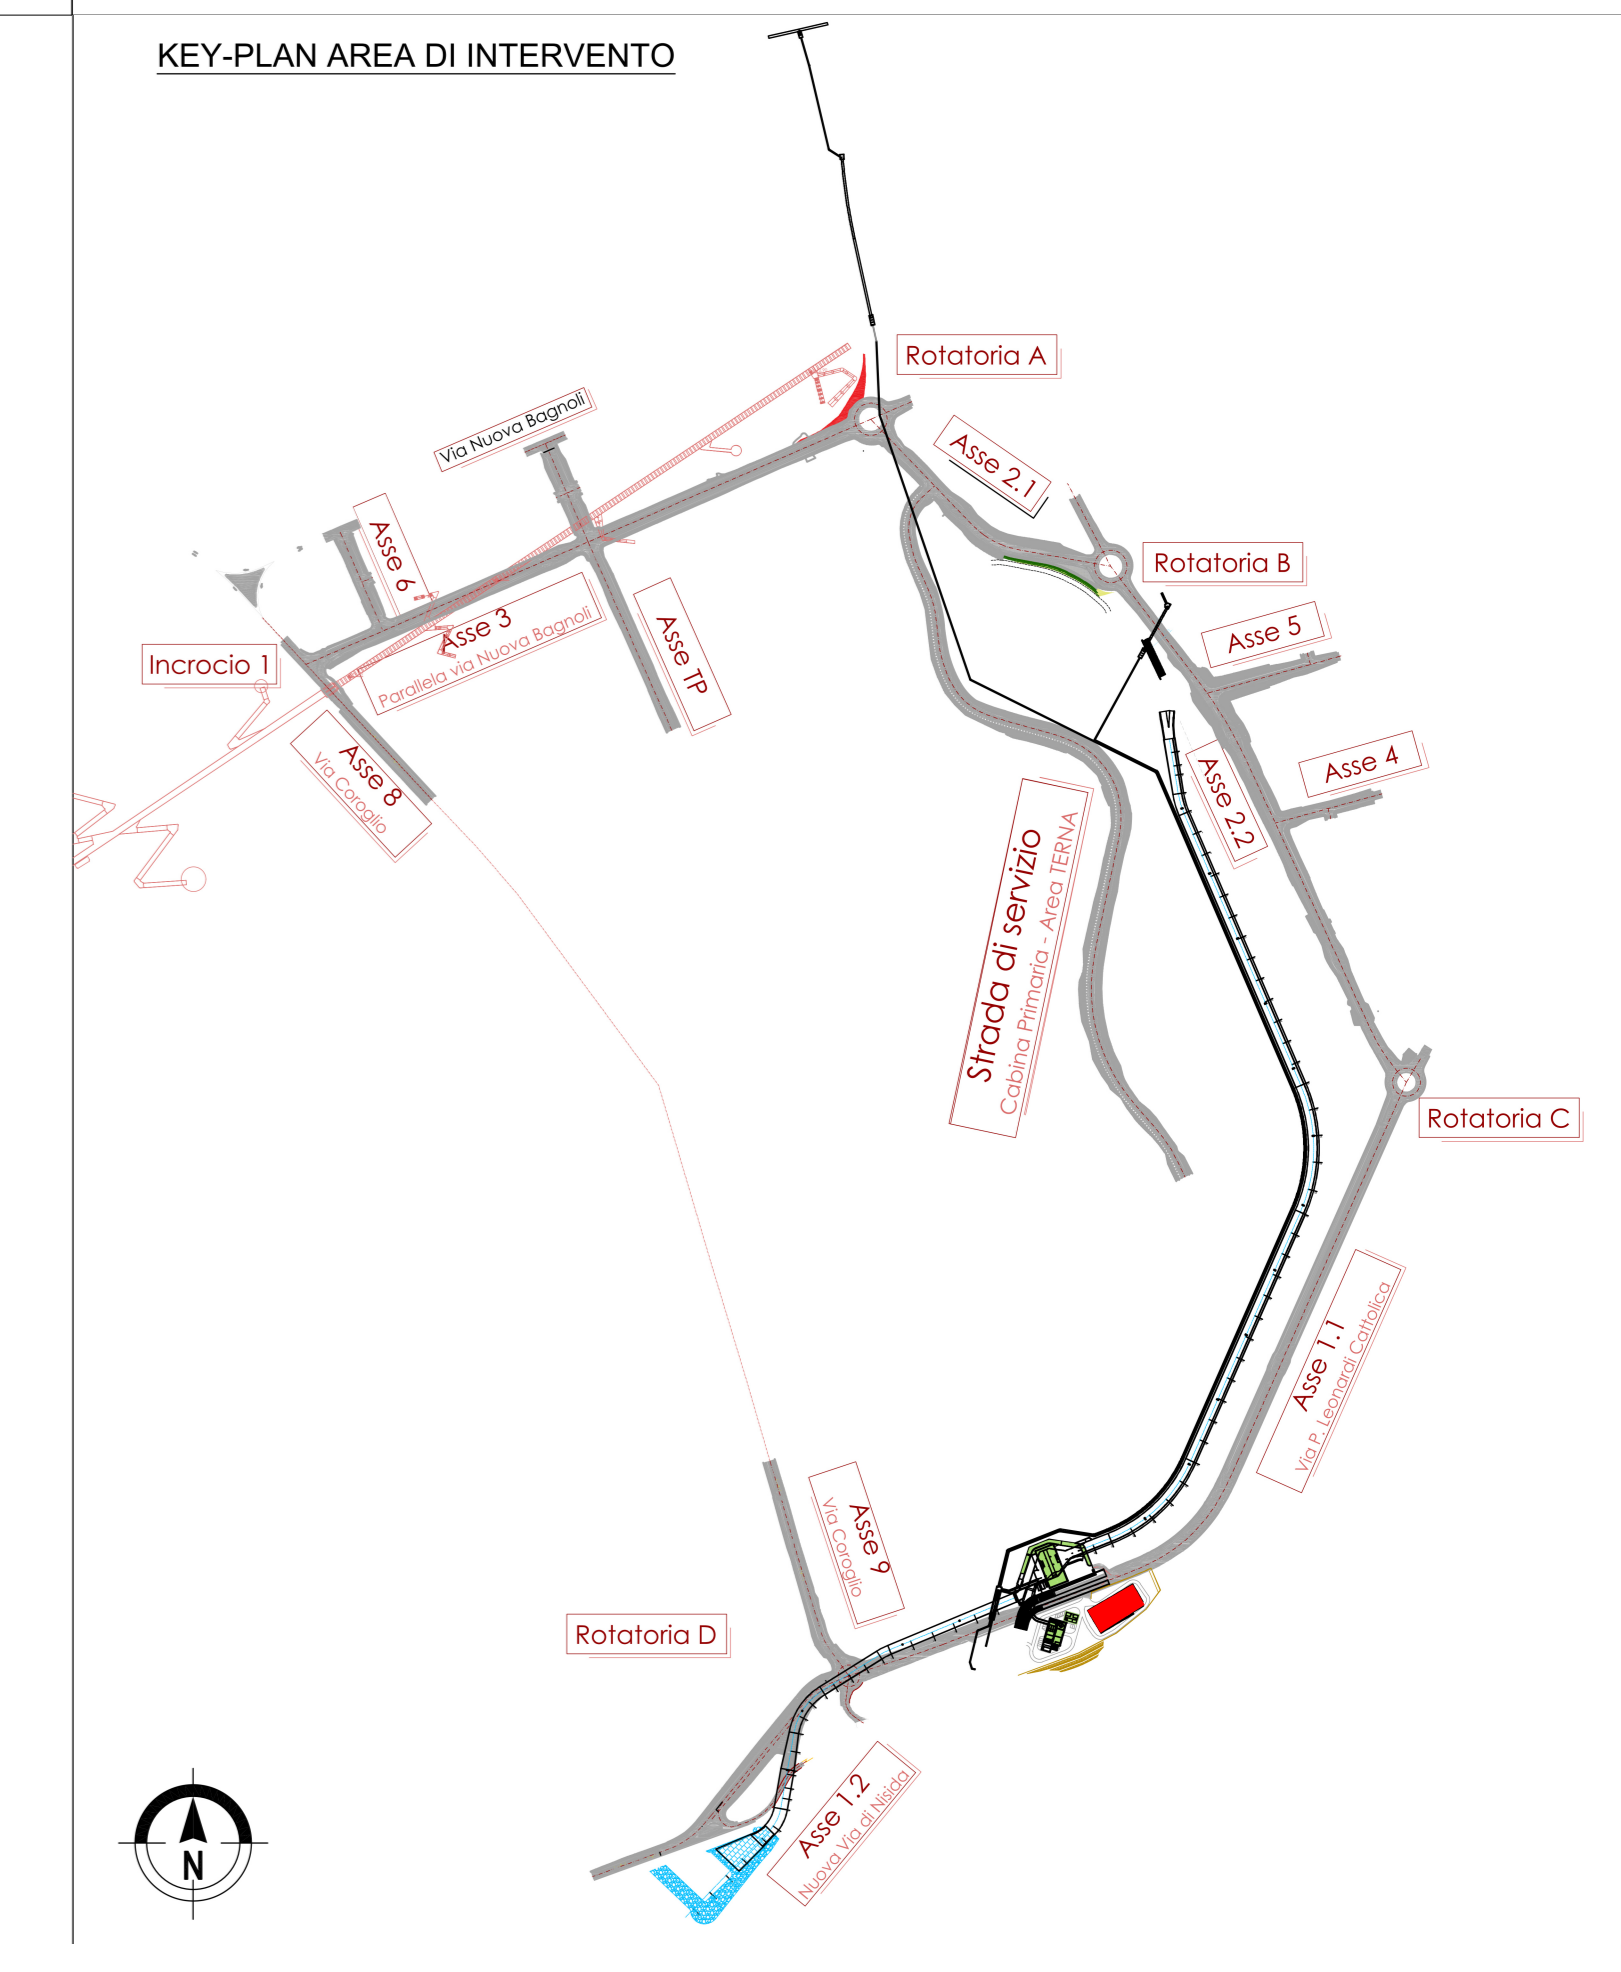 KEY-PLAN AREA DI INTERVENTO
Rotatoria A
Via Nuova Bagnoli
Asse 2.1
Asse 6
Rotatoria B
Asse 3
Parallela via Nuova Bagnoli
Asse TP
Asse 5
Incrocio 1
Asse 8
Via Coroglio
Asse 4
Asse 2.2
Strada di servizio
Cabina Primaria - Area TERNA
Rotatoria C
Asse 1.1
Via P. Leonardi Cattolica
Asse 9
Via Coroglio
Rotatoria D
Asse 1.2
Nuova Via di Nisida
N